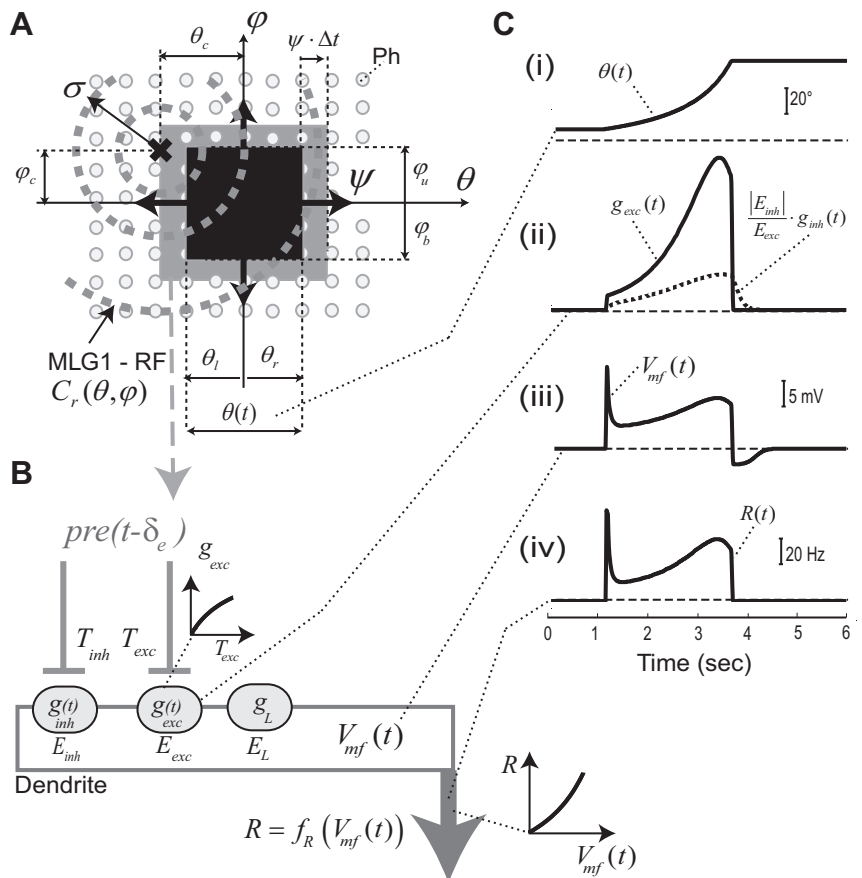 A
θc
φ
ψ · Δt
Ph
σ
φc
ψ
θ
φu
φb
MLG1 - RF
Cr(θ,φ)
θl
θr
θ(t)
B
pre(t-δe)
gexc
Texc
Tinh
Texc
g(t)
inh
g(t)
exc
gL
Einh
Eexc
EL
Vmf(t)
Dendrite
R = fR(Vmf(t))
R
Vmf(t)
C
(i)
θ(t)
20°
(ii)
gexc(t)
|Einh|
Eexc
· ginh(t)
(iii)
Vmf(t)
5 mV
(iv)
R(t)
20 Hz
0 1 2 3 4 5 6
Time (sec)